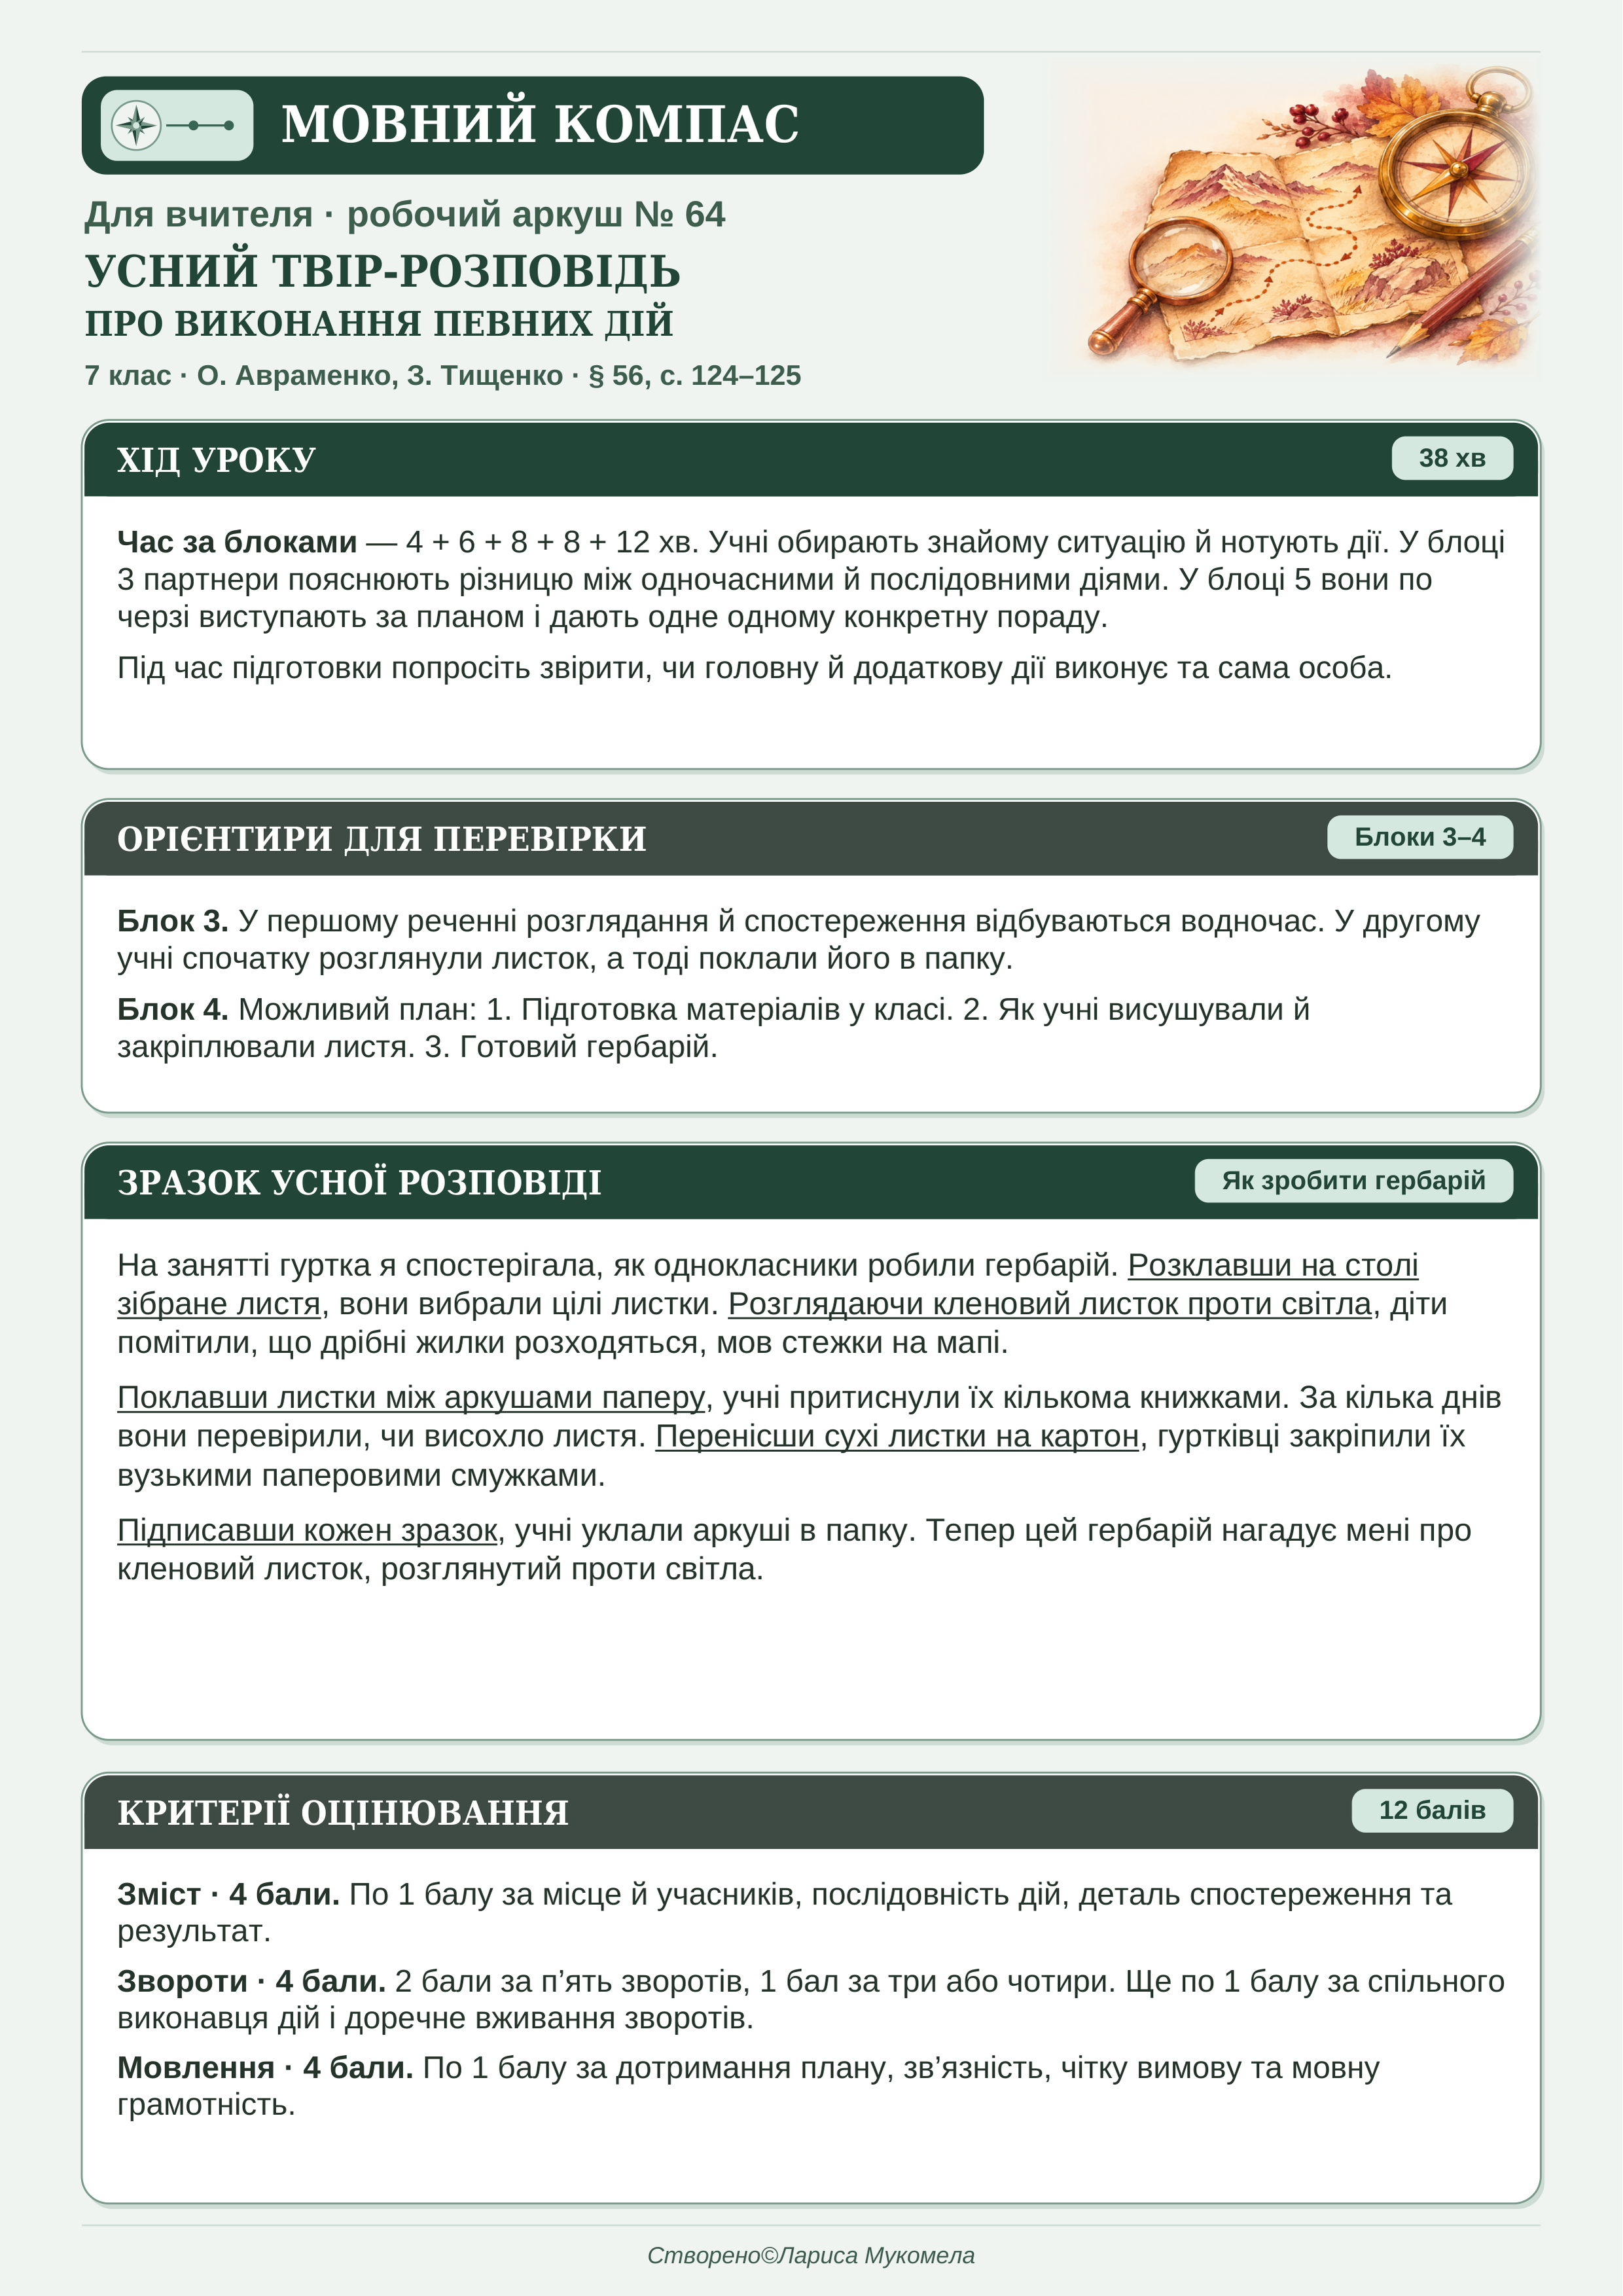 МОВНИЙ КОМПАС
Для вчителя · робочий аркуш № 64
УСНИЙ ТВІР-РОЗПОВІДЬ
ПРО ВИКОНАННЯ ПЕВНИХ ДІЙ
7 клас · О. Авраменко, З. Тищенко · § 56, с. 124–125
ХІД УРОКУ
38 хв
Час за блоками — 4 + 6 + 8 + 8 + 12 хв. Учні обирають знайому ситуацію й нотують дії. У блоці
3 партнери пояснюють різницю між одночасними й послідовними діями. У блоці 5 вони по
черзі виступають за планом і дають одне одному конкретну пораду.
Під час підготовки попросіть звірити, чи головну й додаткову дії виконує та сама особа.
ОРІЄНТИРИ ДЛЯ ПЕРЕВІРКИ
Блоки 3–4
Блок 3. У першому реченні розглядання й спостереження відбуваються водночас. У другому
учні спочатку розглянули листок, а тоді поклали його в папку.
Блок 4. Можливий план: 1. Підготовка матеріалів у класі. 2. Як учні висушували й
закріплювали листя. 3. Готовий гербарій.
ЗРАЗОК УСНОЇ РОЗПОВІДІ
Як зробити гербарій
На занятті гуртка я спостерігала, як однокласники робили гербарій. Розклавши на столі
зібране листя, вони вибрали цілі листки. Розглядаючи кленовий листок проти світла, діти
помітили, що дрібні жилки розходяться, мов стежки на мапі.
Поклавши листки між аркушами паперу, учні притиснули їх кількома книжками. За кілька днів
вони перевірили, чи висохло листя. Перенісши сухі листки на картон, гуртківці закріпили їх
вузькими паперовими смужками.
Підписавши кожен зразок, учні уклали аркуші в папку. Тепер цей гербарій нагадує мені про
кленовий листок, розглянутий проти світла.
КРИТЕРІЇ ОЦІНЮВАННЯ
12 балів
Зміст · 4 бали. По 1 балу за місце й учасників, послідовність дій, деталь спостереження та
результат.
Звороти · 4 бали. 2 бали за п’ять зворотів, 1 бал за три або чотири. Ще по 1 балу за спільного
виконавця дій і доречне вживання зворотів.
Мовлення · 4 бали. По 1 балу за дотримання плану, зв’язність, чітку вимову та мовну
грамотність.
Створено©Лариса Мукомела